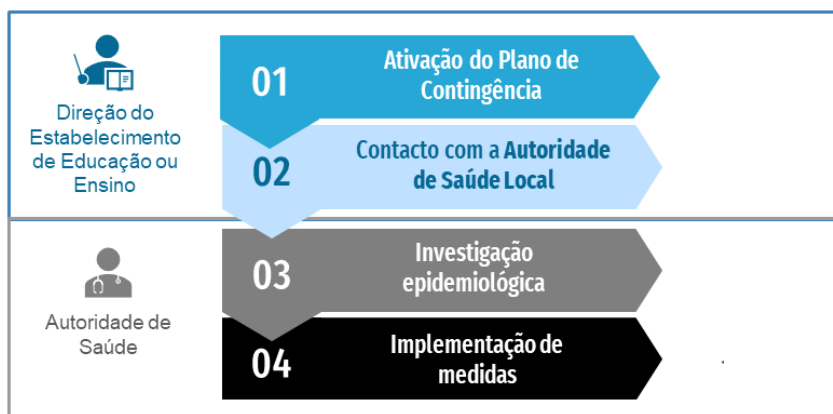 Direção do
Estabelecimento
de Educação ou
Ensino
01
Ativação do Plano de
Contingência
02
Contacto com a Autoridade
de Saúde Local
Autoridade de
Saúde
03
Investigação
epidemiológica
04
Implementação de
medidas
.